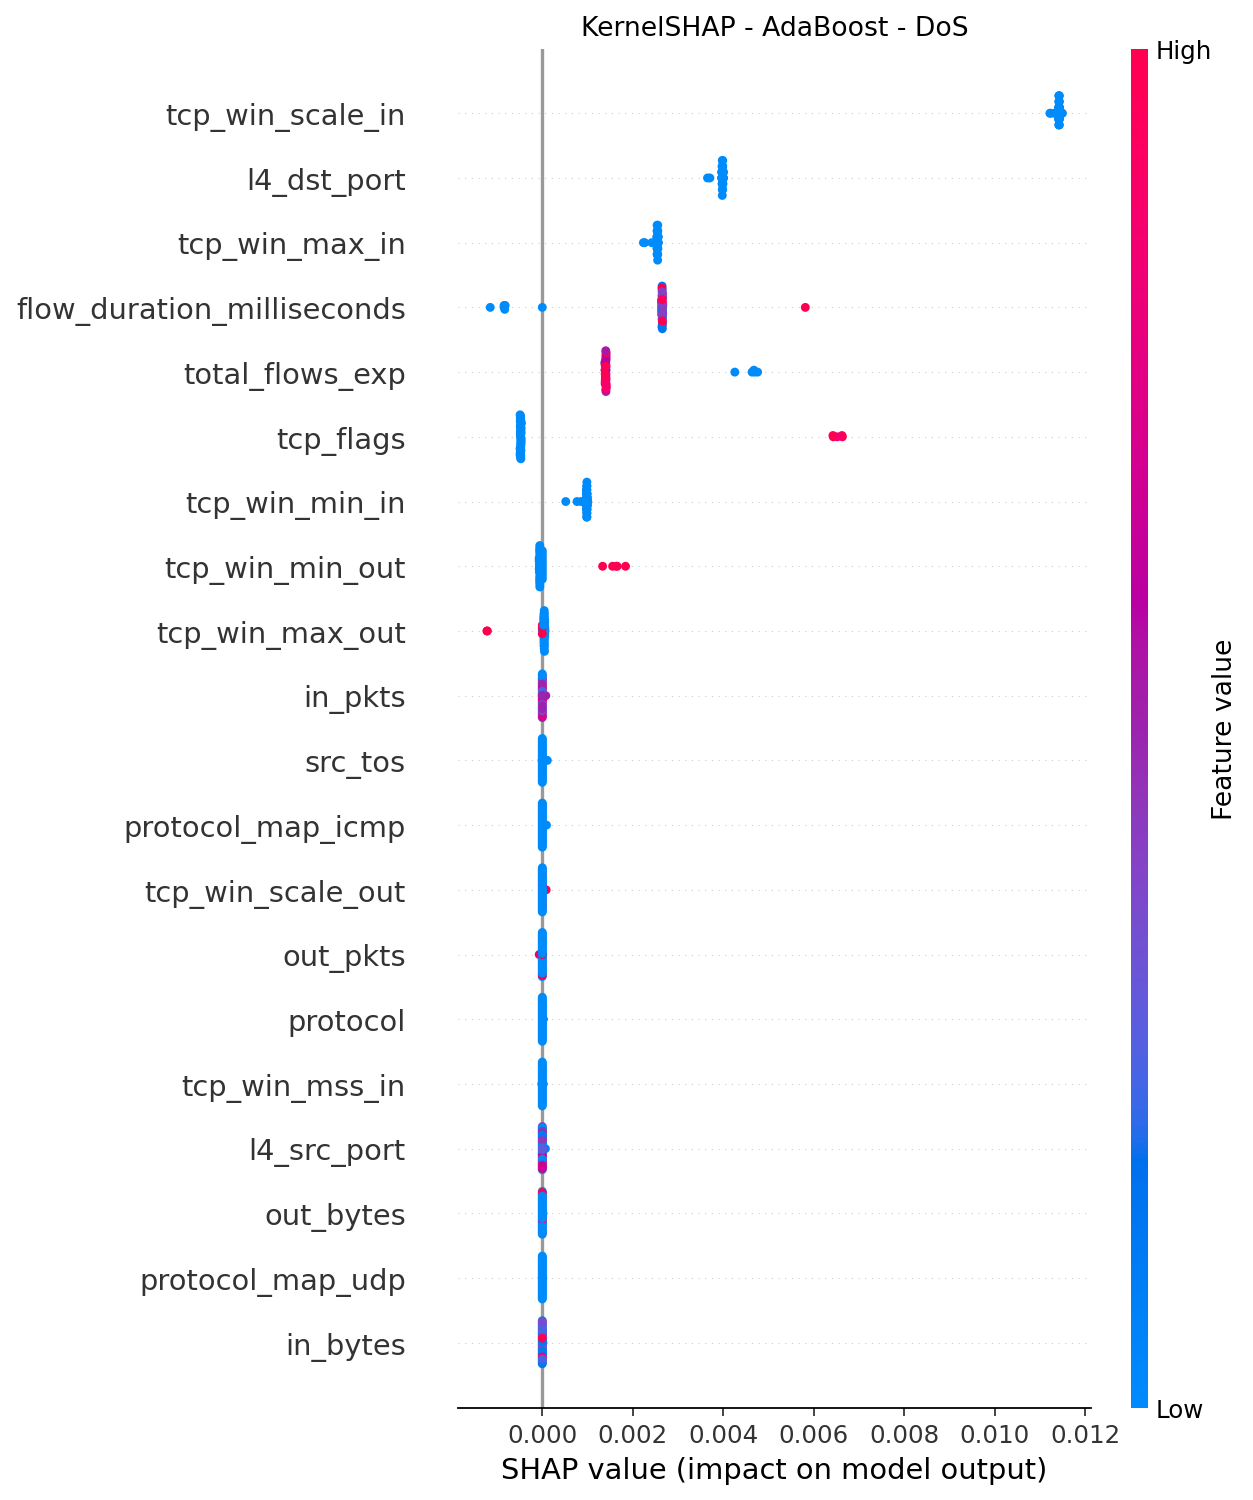 KernelSHAP - AdaBoost - DoS
High
tcp_win_scale_in
l4_dst_port
tcp_win_max_in
flow_duration_milliseconds
total_flows_exp
tcp_flags
tcp_win_min_in
tcp_win_min_out
tcp_win_max_out
in_pkts
src_tos
protocol_map_icmp
tcp_win_scale_out
out_pkts
protocol
tcp_win_mss_in
l4_src_port
out_bytes
protocol_map_udp
in_bytes
Feature value
Low
0.000 0.002 0.004 0.006 0.008 0.010 0.012
SHAP value (impact on model output)